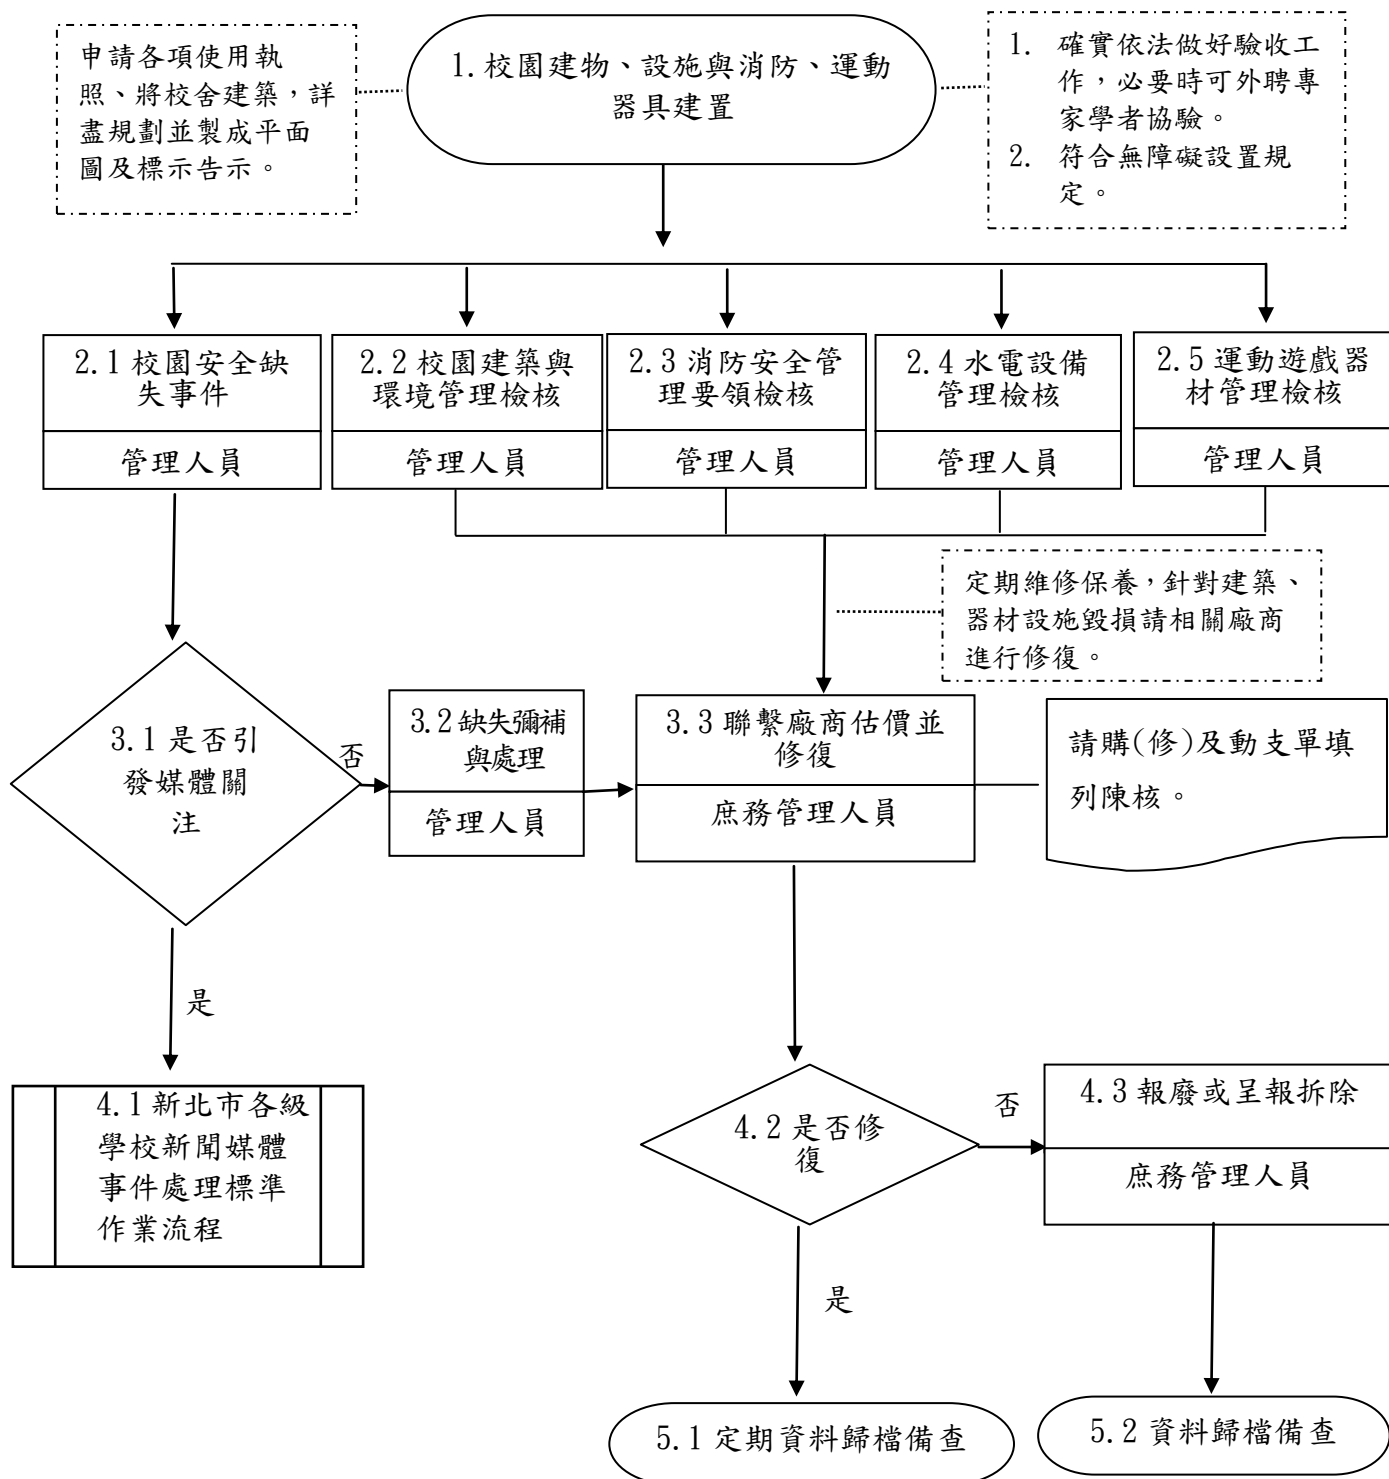 申請各項使用執
照、將校舍建築，詳
盡規劃並製成平面
圖及標示告示。
1.校園建物、設施與消防、運動
器具建置
1. 確實依法做好驗收工
作，必要時可外聘專
家學者協驗。
2. 符合無障礙設置規
定。
2.1 校園安全缺
失事件
管理人員
2.2 校園建築與
環境管理檢核
管理人員
2.3 消防安全管
理要領檢核
管理人員
2.4 水電設備
管理檢核
管理人員
2.5 運動遊戲器
材管理檢核
管理人員
定期維修保養，針對建築、
器材設施毀損請相關廠商
進行修復。
3.1 是否引
發媒體關
注
否
3.2 缺失彌補
與處理
管理人員
3.3 聯繫廠商估價並
修復
庶務管理人員
請購(修)及動支單填
列陳核。
是
4.1 新北市各級
學校新聞媒體
事件處理標準
作業流程
4.2 是否修
復
否
4.3 報廢或呈報拆除
庶務管理人員
是
5.1 定期資料歸檔備查
5.2 資料歸檔備查